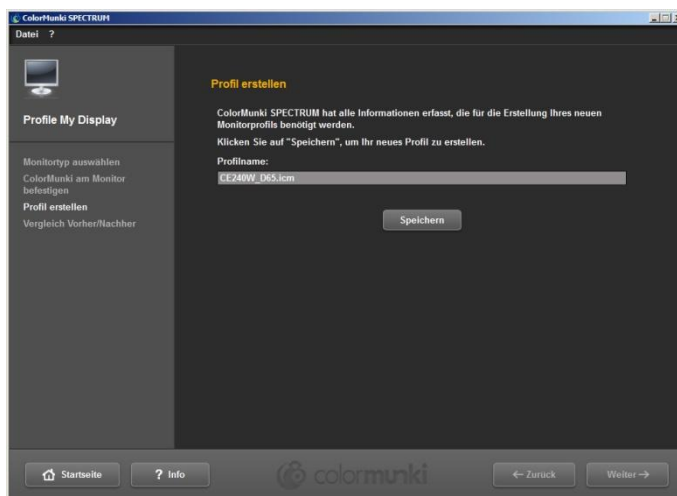 ColorMunki SPECTRUM
Datei ?
Profile My Display
Monitortyp auswählen
ColorMunki am Monitor
befestigen
Profil erstellen
Vergleich Vorher/Nachher
Profil erstellen
ColorMunki SPECTRUM hat alle Informationen erfasst, die für die Erstellung Ihres neuen
Monitorprofils benötigt werden.
Klicken Sie auf "Speichern", um Ihr neues Profil zu erstellen.
Profilname:
CE240W_D65.icm
Speichern
Startseite
? Info
colormunki
← Zurück
Weiter →